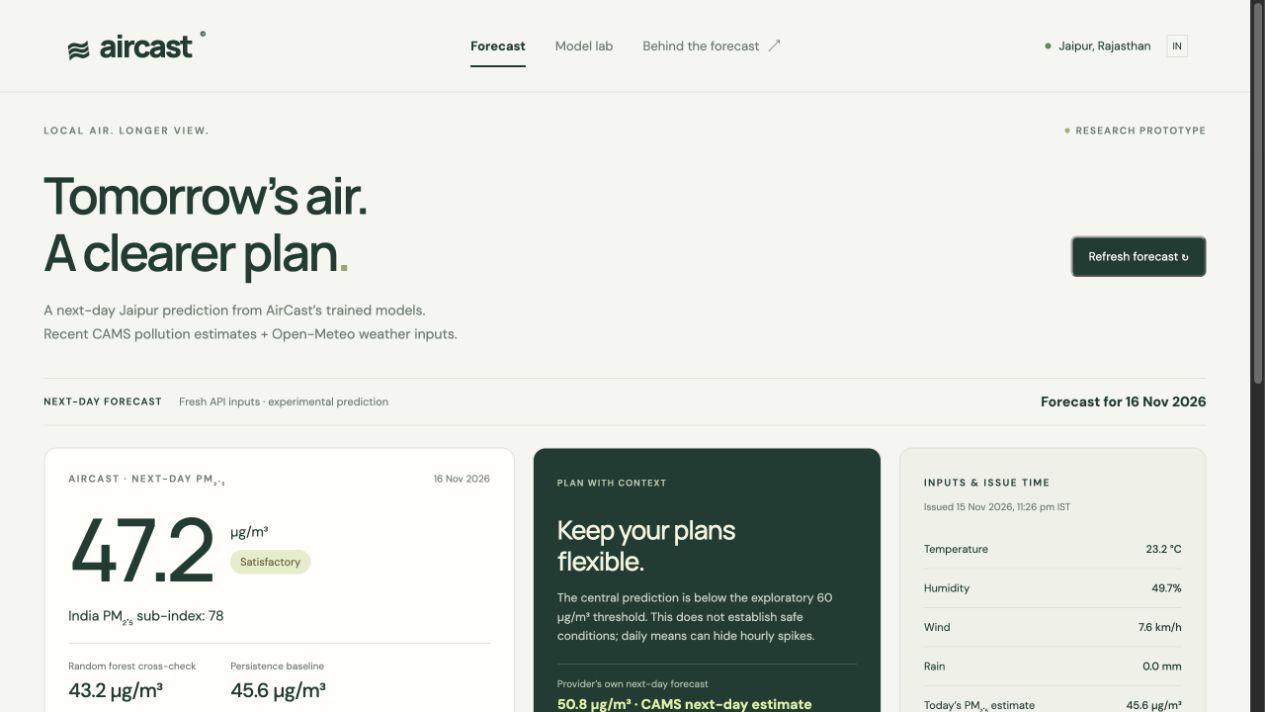 aircast
Forecast
Model lab
Behind the forecast ↗
Jaipur, Rajasthan
IN
LOCAL AIR. LONGER VIEW.
RESEARCH PROTOTYPE
Tomorrow's air.
A clearer plan.
Refresh forecast ↻
A next-day Jaipur prediction from AirCast's trained models.
Recent CAMS pollution estimates + Open-Meteo weather inputs.
NEXT-DAY FORECAST
Fresh API inputs · experimental prediction
Forecast for 16 Nov 2026
AIRCAST · NEXT-DAY PM₂.₅
16 Nov 2026
47.2
µg/m³
Satisfactory
India PM₂.₅ sub-index: 78
Random forest cross-check
43.2 µg/m³
Persistence baseline
45.6 µg/m³
PLAN WITH CONTEXT
Keep your plans
flexible.
The central prediction is below the exploratory 60
µg/m³ threshold. This does not establish safe
conditions; daily means can hide hourly spikes.
Provider's own next-day forecast
50.8 µg/m³ · CAMS next-day estimate
INPUTS & ISSUE TIME
Issued 15 Nov 2026, 11:26 pm IST
Temperature 23.2 °C
Humidity 49.7%
Wind 7.6 km/h
Rain 0.0 mm
Today's PM₂.₅ estimate 45.6 µg/m³